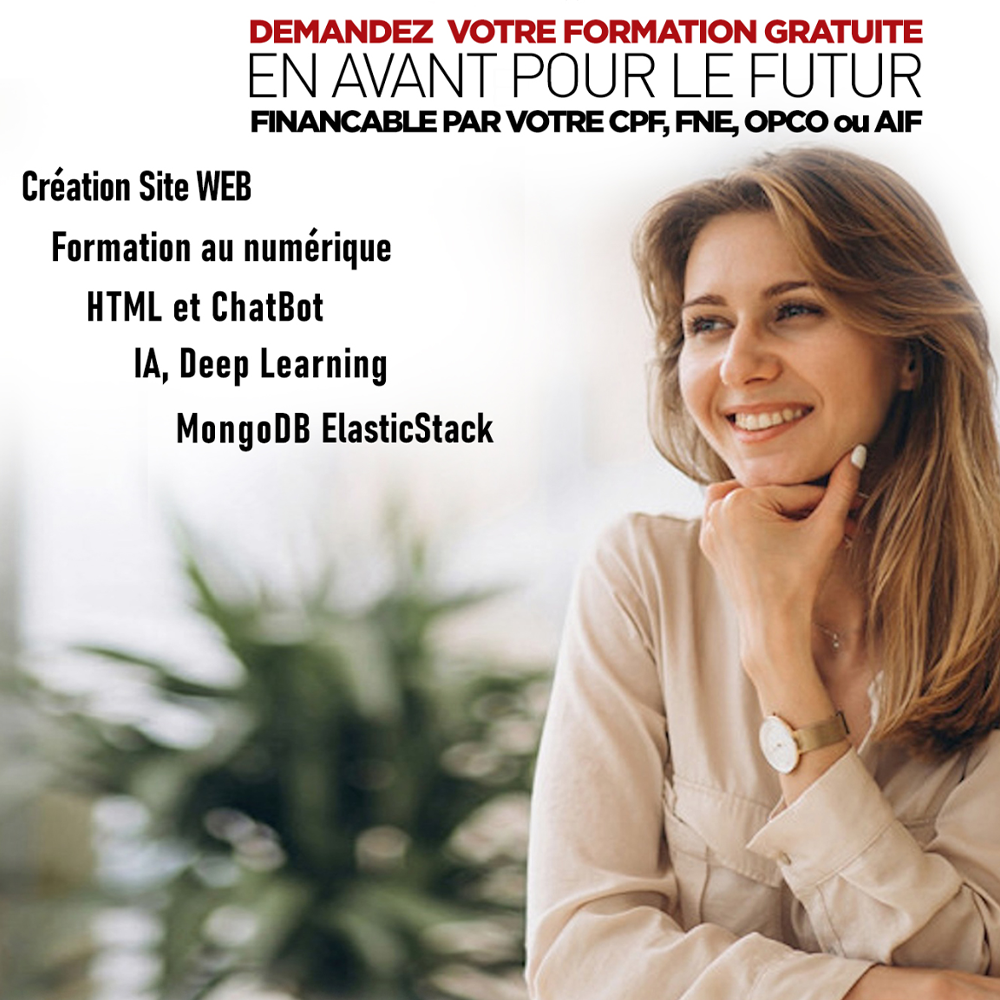 DEMANDEZ VOTRE FORMATION GRATUITE
EN AVANT POUR LE FUTUR
FINANCABLE PAR VOTRE CPF, FNE, OPCO ou AIF
Création Site WEB
Formation au numérique
HTML et ChatBot
IA, Deep Learning
MongoDB ElasticStack